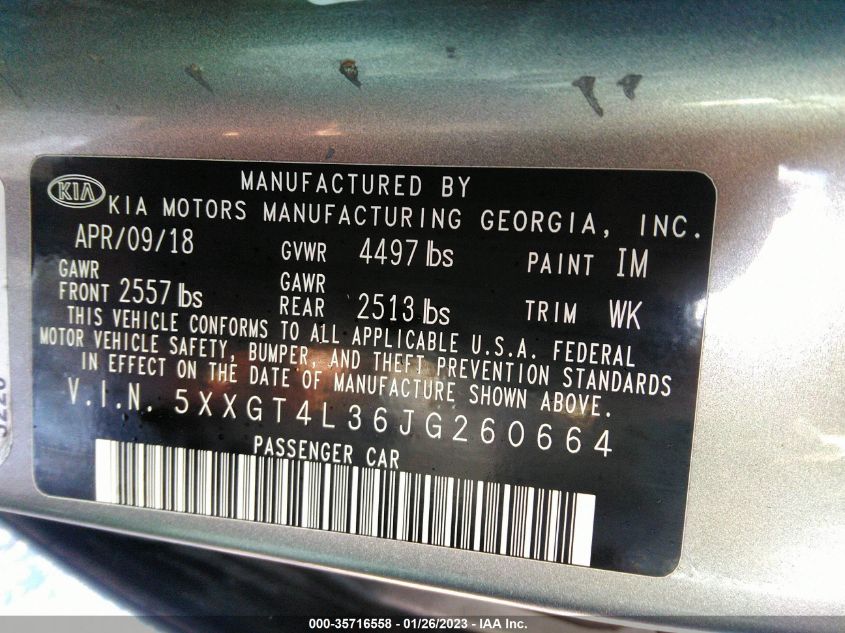 MANUFACTURED BY
KIA KIA MOTORS MANUFACTURING GEORGIA, INC.
APR/09/18 GVWR 4497 lbs PAINT IM
GAWR FRONT 2557 lbs GAWR REAR 2513 lbs TRIM WK
THIS VEHICLE CONFORMS TO ALL APPLICABLE U.S.A. FEDERAL
MOTOR VEHICLE SAFETY, BUMPER, AND THEFT PREVENTION STANDARDS
IN EFFECT ON THE DATE OF MANUFACTURE SHOWN ABOVE.
V.I.N. 5XXGT4L36JG260664
PASSENGER CAR
000-35716558 - 01/26/2023 - IAA Inc.